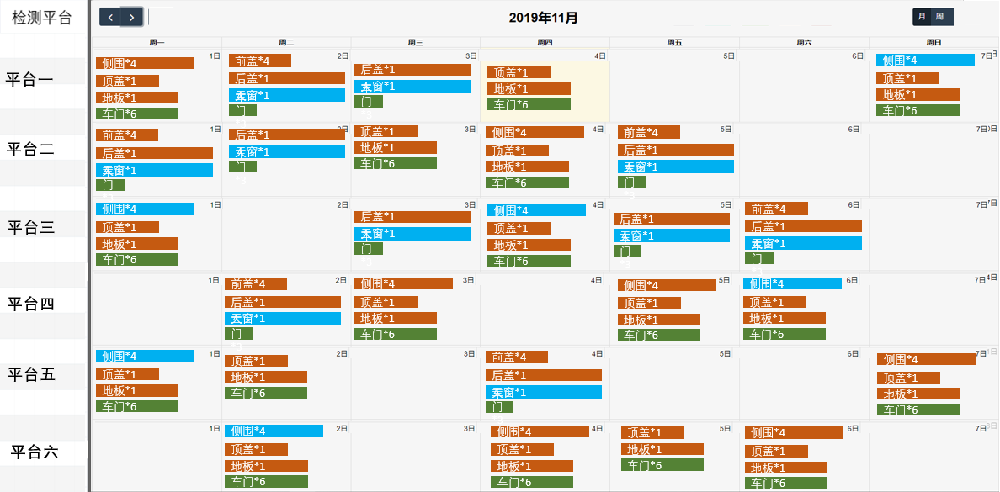 检测平台
2019年11月
月 周
周一 周二 周三 周四 周五 周六 周日
平台一
1日
侧围*4
顶盖*1
地板*1
车门*6
2日
前盖*4
后盖*1
天窗*1
门
3日
后盖*1
天窗*1
门
4日
顶盖*1
地板*1
车门*6
5日
6日
7日
侧围*4
顶盖*1
地板*1
车门*6
平台二
1日
前盖*4
后盖*1
天窗*1
门
2日
后盖*1
天窗*1
门
3日
顶盖*1
地板*1
车门*6
4日
侧围*4
顶盖*1
地板*1
车门*6
5日
前盖*4
后盖*1
天窗*1
门
6日
7日
平台三
1日
侧围*4
顶盖*1
地板*1
车门*6
2日
3日
后盖*1
天窗*1
门
4日
侧围*4
顶盖*1
地板*1
车门*6
5日
后盖*1
天窗*1
门
6日
前盖*4
后盖*1
天窗*1
门
7日
平台四
1日
2日
前盖*4
后盖*1
天窗*1
门
3日
侧围*4
顶盖*1
地板*1
车门*6
4日
5日
侧围*4
顶盖*1
地板*1
车门*6
6日
侧围*4
顶盖*1
地板*1
车门*6
7日
平台五
1日
侧围*4
顶盖*1
地板*1
车门*6
2日
顶盖*1
地板*1
车门*6
3日
4日
前盖*4
后盖*1
天窗*1
门
5日
6日
7日
侧围*4
顶盖*1
地板*1
车门*6
平台六
1日
2日
侧围*4
顶盖*1
地板*1
车门*6
3日
4日
侧围*4
顶盖*1
地板*1
车门*6
5日
顶盖*1
地板*1
车门*6
6日
侧围*4
顶盖*1
地板*1
车门*6
7日